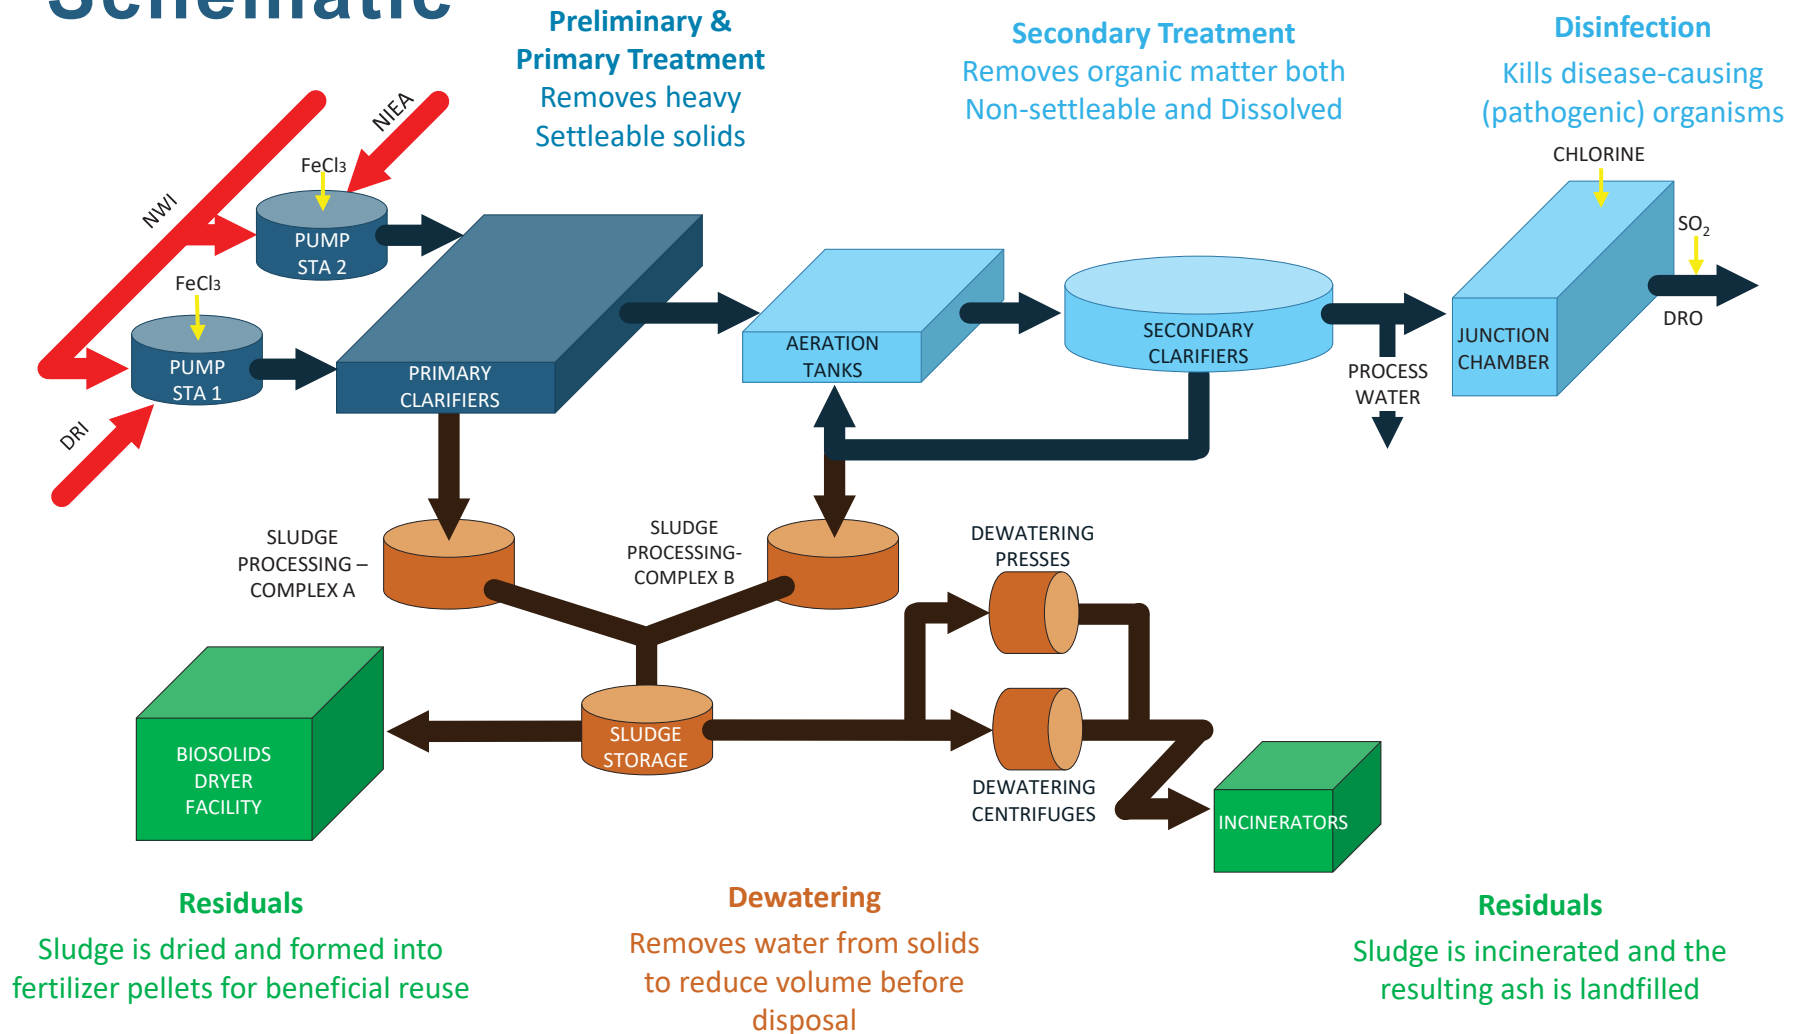 Schematic
Preliminary &
Primary Treatment
Removes heavy
Settleable solids
Secondary Treatment
Removes organic matter both
Non-settleable and Dissolved
Disinfection
Kills disease-causing
(pathogenic) organisms
NWI
NIEA
DRI
FeCl3
PUMP
STA 2
FeCl3
PUMP
STA 1
PRIMARY
CLARIFIERS
AERATION
TANKS
SECONDARY
CLARIFIERS
PROCESS
WATER
CHLORINE
JUNCTION
CHAMBER
SO2
DRO
SLUDGE
PROCESSING –
COMPLEX A
SLUDGE
PROCESSING-
COMPLEX B
DEWATERING
PRESSES
BIOSOLIDS
DRYER
FACILITY
SLUDGE
STORAGE
DEWATERING
CENTRIFUGES
INCINERATORS
Residuals
Sludge is dried and formed into
fertilizer pellets for beneficial reuse
Dewatering
Removes water from solids
to reduce volume before
disposal
Residuals
Sludge is incinerated and the
resulting ash is landfilled